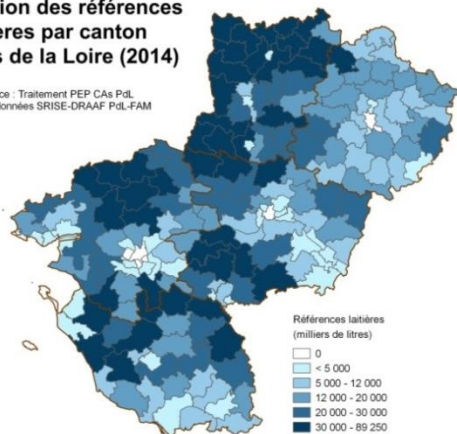 ion des références
ères par canton
s de la Loire (2014)
ce : Traitement PEP CAs PdL
onnées SRISE-DRAAF PdL-FAM
Références laitières
(milliers de litres)
0
< 5 000
5 000 - 12 000
12 000 - 20 000
20 000 - 30 000
30 000 - 89 250